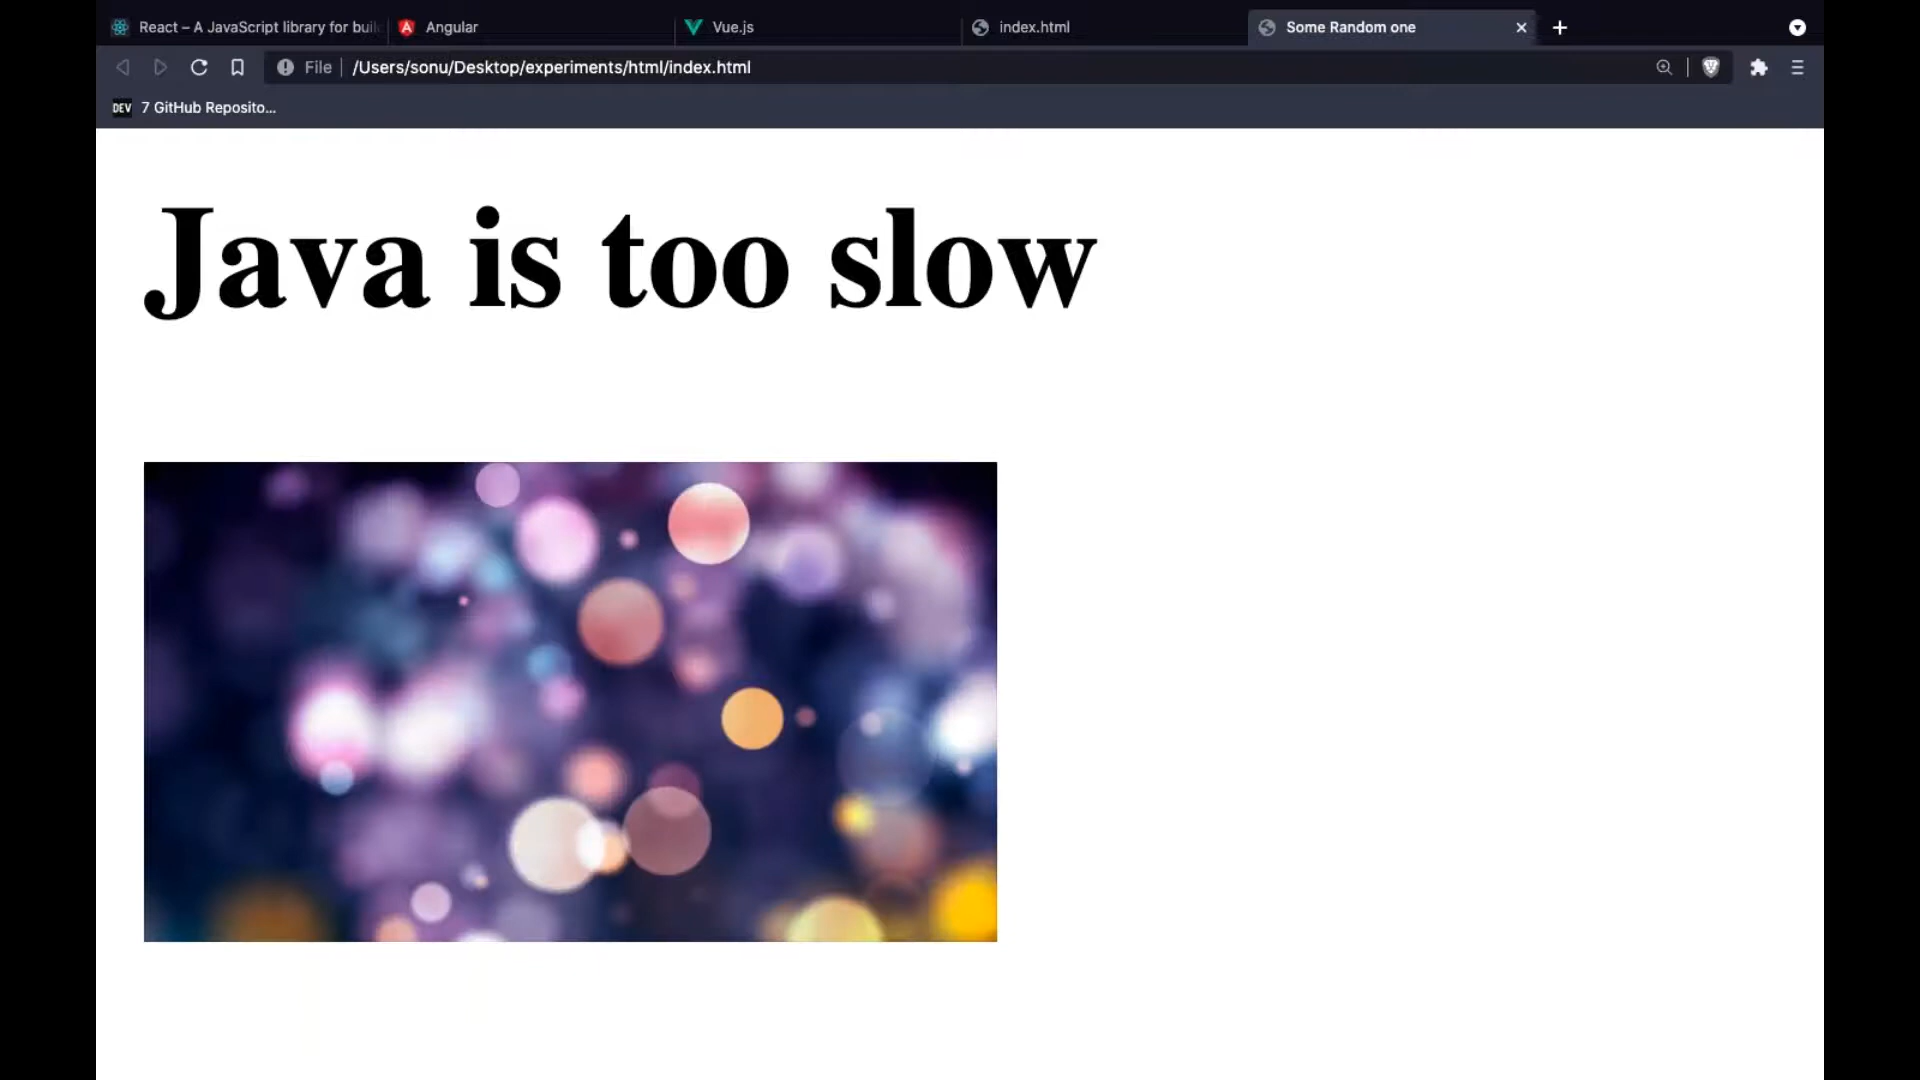 React – A JavaScript library for buil
Angular
Vue.js
index.html
Some Random one
File
/Users/sonu/Desktop/experiments/html/index.html
DEV
7 GitHub Reposito...
Java is too slow